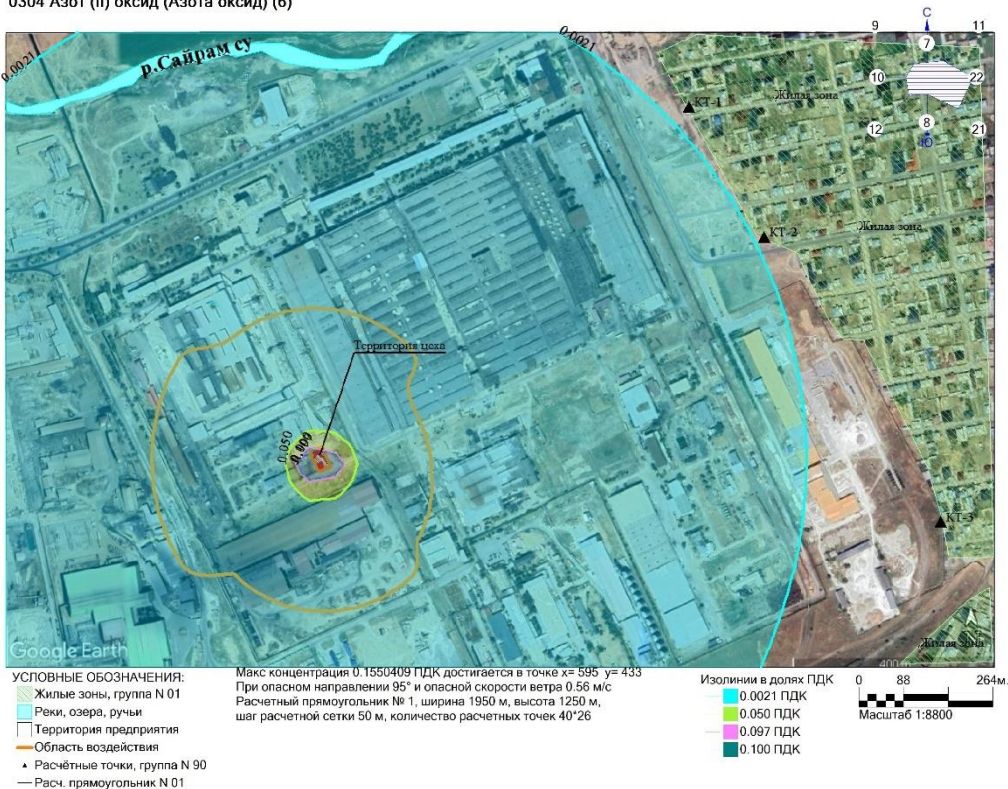 0304 Азот (II) оксид (Азота оксид) (6)
С
9
11
7
10
22
12
8
21
Ю
0.0021
0.0021
р.Сайрам су
КТ-1
Жилая зона
КТ-2
Жилая зона
Территория цеха
0.050
КТ-3
Жилая зона
400 м
Google Earth
УСЛОВНЫЕ ОБОЗНАЧЕНИЯ:
Жилые зоны, группа N 01
Реки, озера, ручьи
Территория предприятия
Область воздействия
Расчётные точки, группа N 90
Расч. прямоугольник N 01
Макс концентрация 0.1550409 ПДК достигается в точке x= 595 y= 433
При опасном направлении 95° и опасной скорости ветра 0.56 м/с
Расчетный прямоугольник № 1, ширина 1950 м, высота 1250 м,
шаг расчетной сетки 50 м, количество расчетных точек 40*26
Изолинии в долях ПДК
0.0021 ПДК
0.050 ПДК
0.097 ПДК
0.100 ПДК
0 88 264м.
Масштаб 1:8800